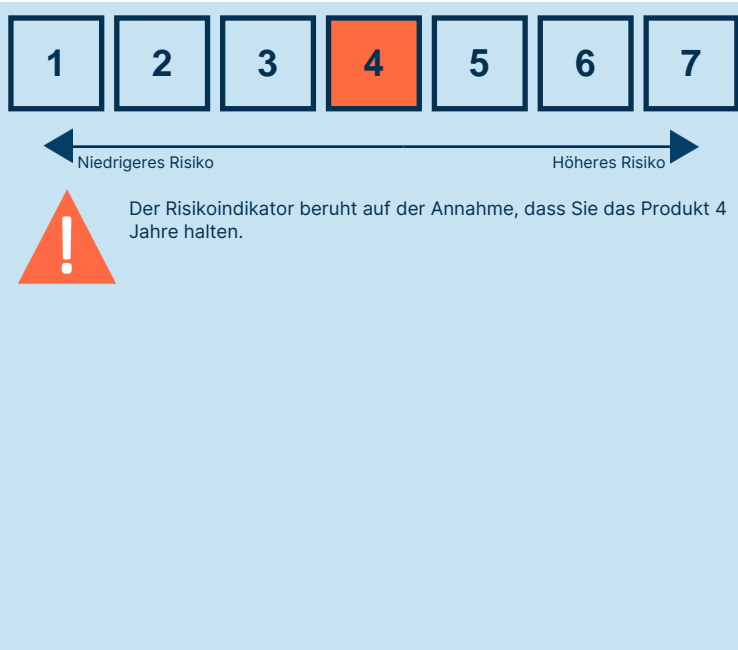 1 2 3 4 5 6 7
Niedrigeres Risiko Höheres Risiko
Der Risikoindikator beruht auf der Annahme, dass Sie das Produkt 4
Jahre halten.